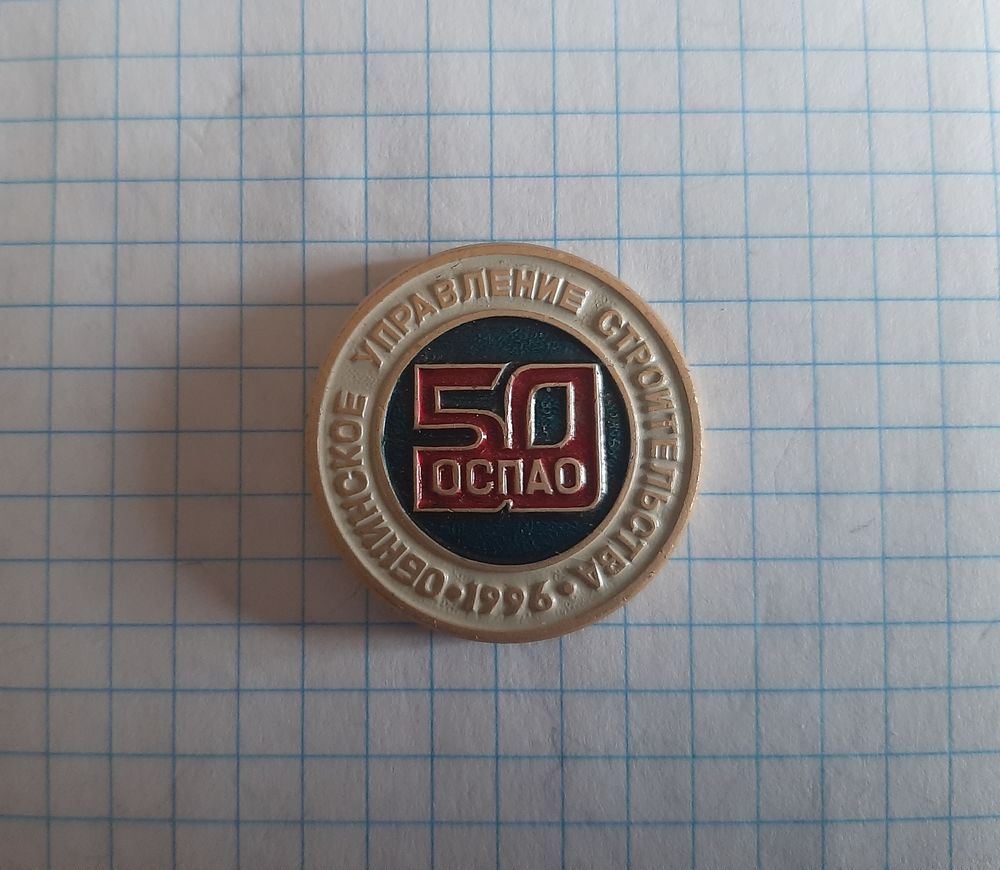 ОБНИНСКОЕ УПРАВЛЕНИЕ СТРОИТЕЛЬСТВА
• 1996 •
50
ОСПАО